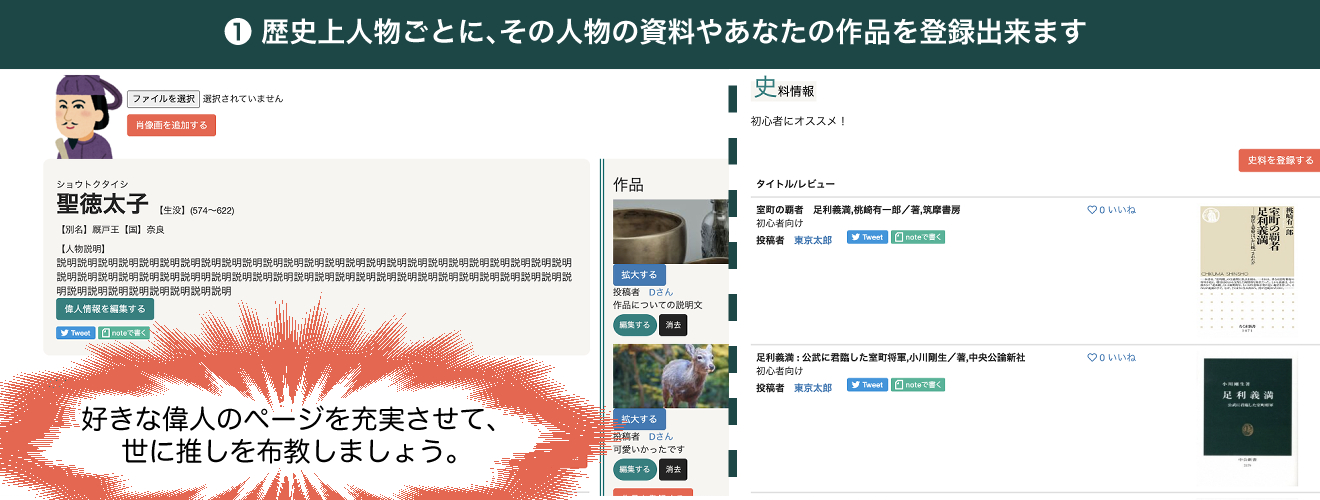 ❶ 歴史上人物ごとに、その人物の資料やあなたの作品を登録出来ます
ファイルを選択 選択されていません
肖像画を追加する
ショウトクタイシ
聖徳太子 【生没】(574〜622)
【別名】厩戸王【国】奈良
【人物説明】
説明説明説明説明説明説明説明説明説明説明説明説明説明説明説明説明説明説明説明説明説明説明説明説明説明
説明説明説明説明説明説明説明説明説明説明説明説明説明説明説明説明説明説明説明説明説明説明説明説明説明
説明説明説明説明説明説明説明説明
偉人情報を編集する
Tweet noteで書く
好きな偉人のページを充実させて、
世に推しを布教しましょう。
作品
拡大する
投稿者 Dさん
作品についての説明文
編集する 消去
拡大する
投稿者 Dさん
可愛いかったです
編集する 消去
史料情報
初心者にオススメ！
史料を登録する
タイトル/レビュー
室町の覇者 足利義満,桃崎有一郎／著,筑摩書房
初心者向け
投稿者 東京太郎 Tweet noteで書く
0 いいね
桃崎有一郎
室町の覇者
足利義満
CHIKUMA SHINSHO
足利義満 : 公武に君臨した室町将軍,小川剛生／著,中央公論新社
初心者向け
投稿者 東京太郎 Tweet noteで書く
0 いいね
小川剛生著
足利義満
公武に君臨した室町将軍
中公新書